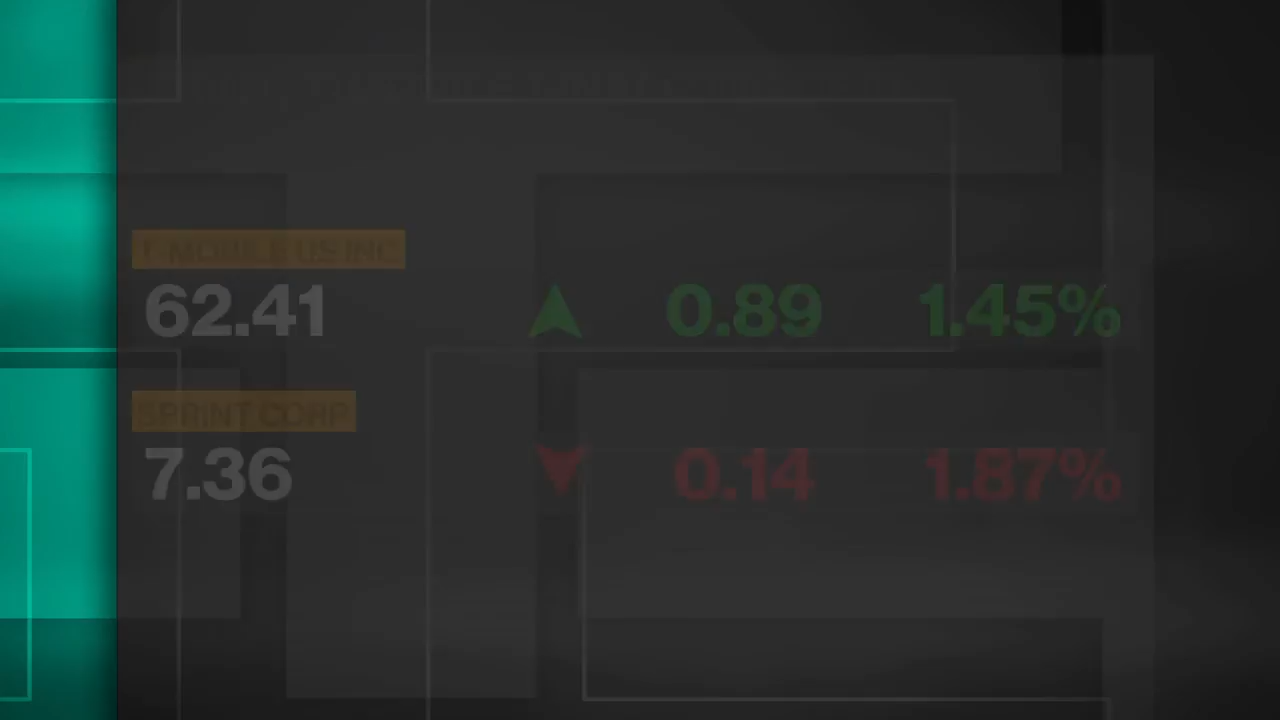 T-MOBILE US INC
62.41 0.89 1.45%
SPRINT CORP
7.36 0.14 1.87%